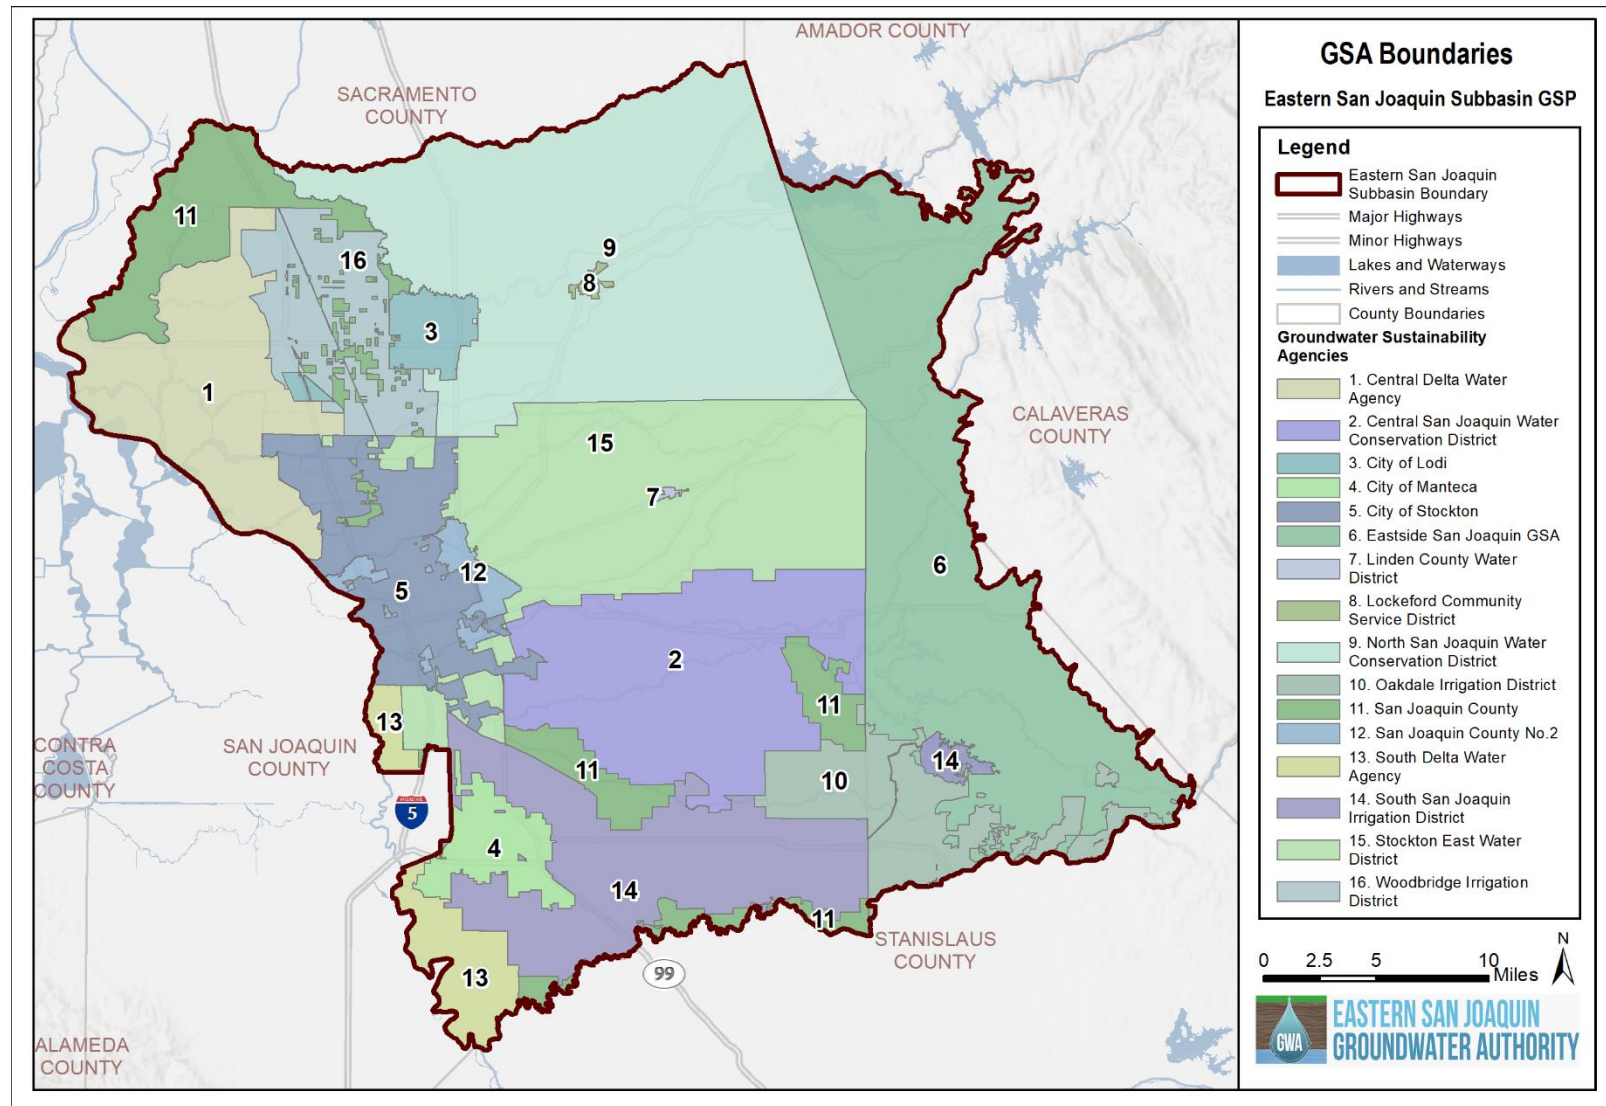 AMADOR COUNTY
SACRAMENTO
COUNTY
11
16
9
8
3
1
CALAVERAS
COUNTY
15
7
12
5
6
2
11
13
CONTRA
COSTA
COUNTY
SAN JOAQUIN
COUNTY
11
10
14
5
4
14
11
STANISLAUS
COUNTY
13
99
ALAMEDA
COUNTY
GSA Boundaries
Eastern San Joaquin Subbasin GSP
Legend
Eastern San Joaquin
Subbasin Boundary
Major Highways
Minor Highways
Lakes and Waterways
Rivers and Streams
County Boundaries
Groundwater Sustainability
Agencies
1. Central Delta Water
Agency
2. Central San Joaquin Water
Conservation District
3. City of Lodi
4. City of Manteca
5. City of Stockton
6. Eastside San Joaquin GSA
7. Linden County Water
District
8. Lockeford Community
Service District
9. North San Joaquin Water
Conservation District
10. Oakdale Irrigation District
11. San Joaquin County
12. San Joaquin County No.2
13. South Delta Water
Agency
14. South San Joaquin
Irrigation District
15. Stockton East Water
District
16. Woodbridge Irrigation
District
N
0 2.5 5 10
Miles
GWA
EASTERN SAN JOAQUIN
GROUNDWATER AUTHORITY